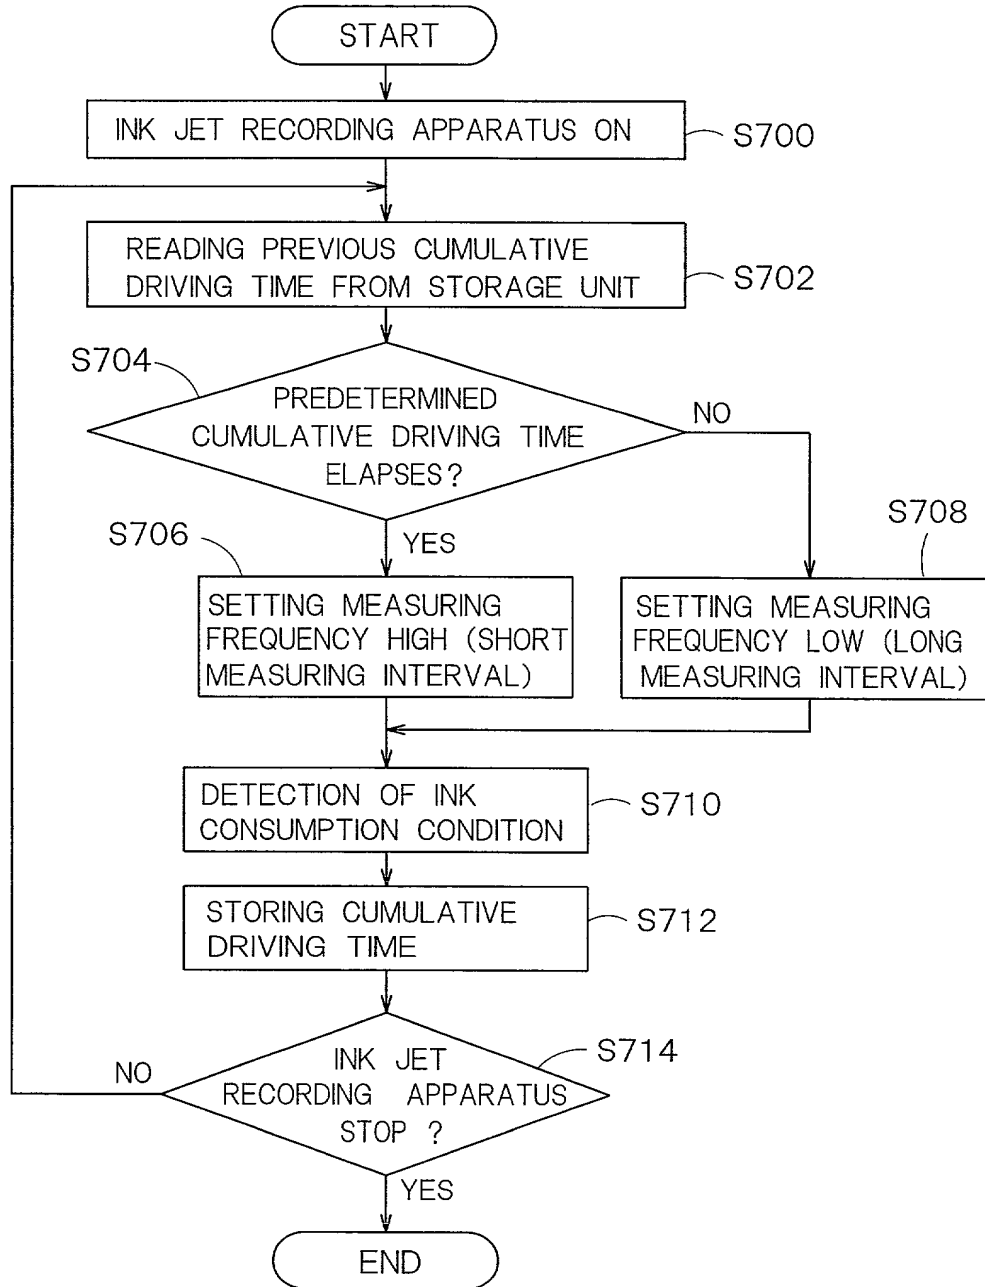 START
INK JET RECORDING APPARATUS ON
S700
READING PREVIOUS CUMULATIVE
DRIVING TIME FROM STORAGE UNIT
S702
S704
PREDETERMINED
CUMULATIVE DRIVING TIME
ELAPSES?
NO
YES
S706
SETTING MEASURING
FREQUENCY HIGH (SHORT
MEASURING INTERVAL)
S708
SETTING MEASURING
FREQUENCY LOW (LONG
MEASURING INTERVAL)
DETECTION OF INK
CONSUMPTION CONDITION
S710
STORING CUMULATIVE
DRIVING TIME
S712
INK JET
RECORDING APPARATUS
STOP ?
S714
NO
YES
END